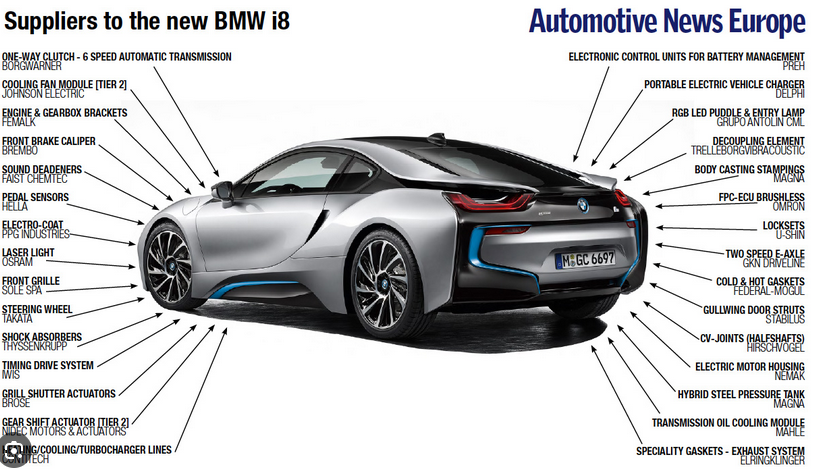 Suppliers to the new BMW i8
Automotive News Europe
ONE-WAY CLUTCH - 6 SPEED AUTOMATIC TRANSMISSION
BORGWARNER
COOLING FAN MODULE [TIER 2]
JOHNSON ELECTRIC
ENGINE & GEARBOX BRACKETS
FEMALK
FRONT BRAKE CALIPER
BREMBO
SOUND DEADENERS
FAIST CHEMTEC
PEDAL SENSORS
HELLA
ELECTRO-COAT
PPG INDUSTRIES
LASER LIGHT
OSRAM
FRONT GRILLE
SOLE SPA
STEERING WHEEL
TAKATA
SHOCK ABSORBERS
THYSSENKRUPP
TIMING DRIVE SYSTEM
IWIS
GRILL SHUTTER ACTUATORS
BROSE
GEAR SHIFT ACTUATOR [TIER 2]
NIDEC MOTORS & ACTUATORS
/COOLING/TURBOCHARGER LINES
CONTITECH
ELECTRONIC CONTROL UNITS FOR BATTERY MANAGEMENT
PREH
PORTABLE ELECTRIC VEHICLE CHARGER
DELPHI
RGB LED PUDDLE & ENTRY LAMP
GRUPO ANTOLIN CML
DECOUPLING ELEMENT
TRELLEBORGVIBRACOUSTIC
BODY CASTING STAMPINGS
MAGNA
FPC-ECU BRUSHLESS
OMRON
LOCKSETS
U-SHIN
TWO SPEED E-AXLE
GKN DRIVELINE
COLD & HOT GASKETS
FEDERAL-MOGUL
GULLWING DOOR STRUTS
STABILUS
CV-JOINTS (HALFSHAFTS)
HIRSCHVOGEL
ELECTRIC MOTOR HOUSING
NEMAK
HYBRID STEEL PRESSURE TANK
MAGNA
TRANSMISSION OIL COOLING MODULE
MAHLE
SPECIALITY GASKETS - EXHAUST SYSTEM
ELRINGKLINGER
M GC 6697